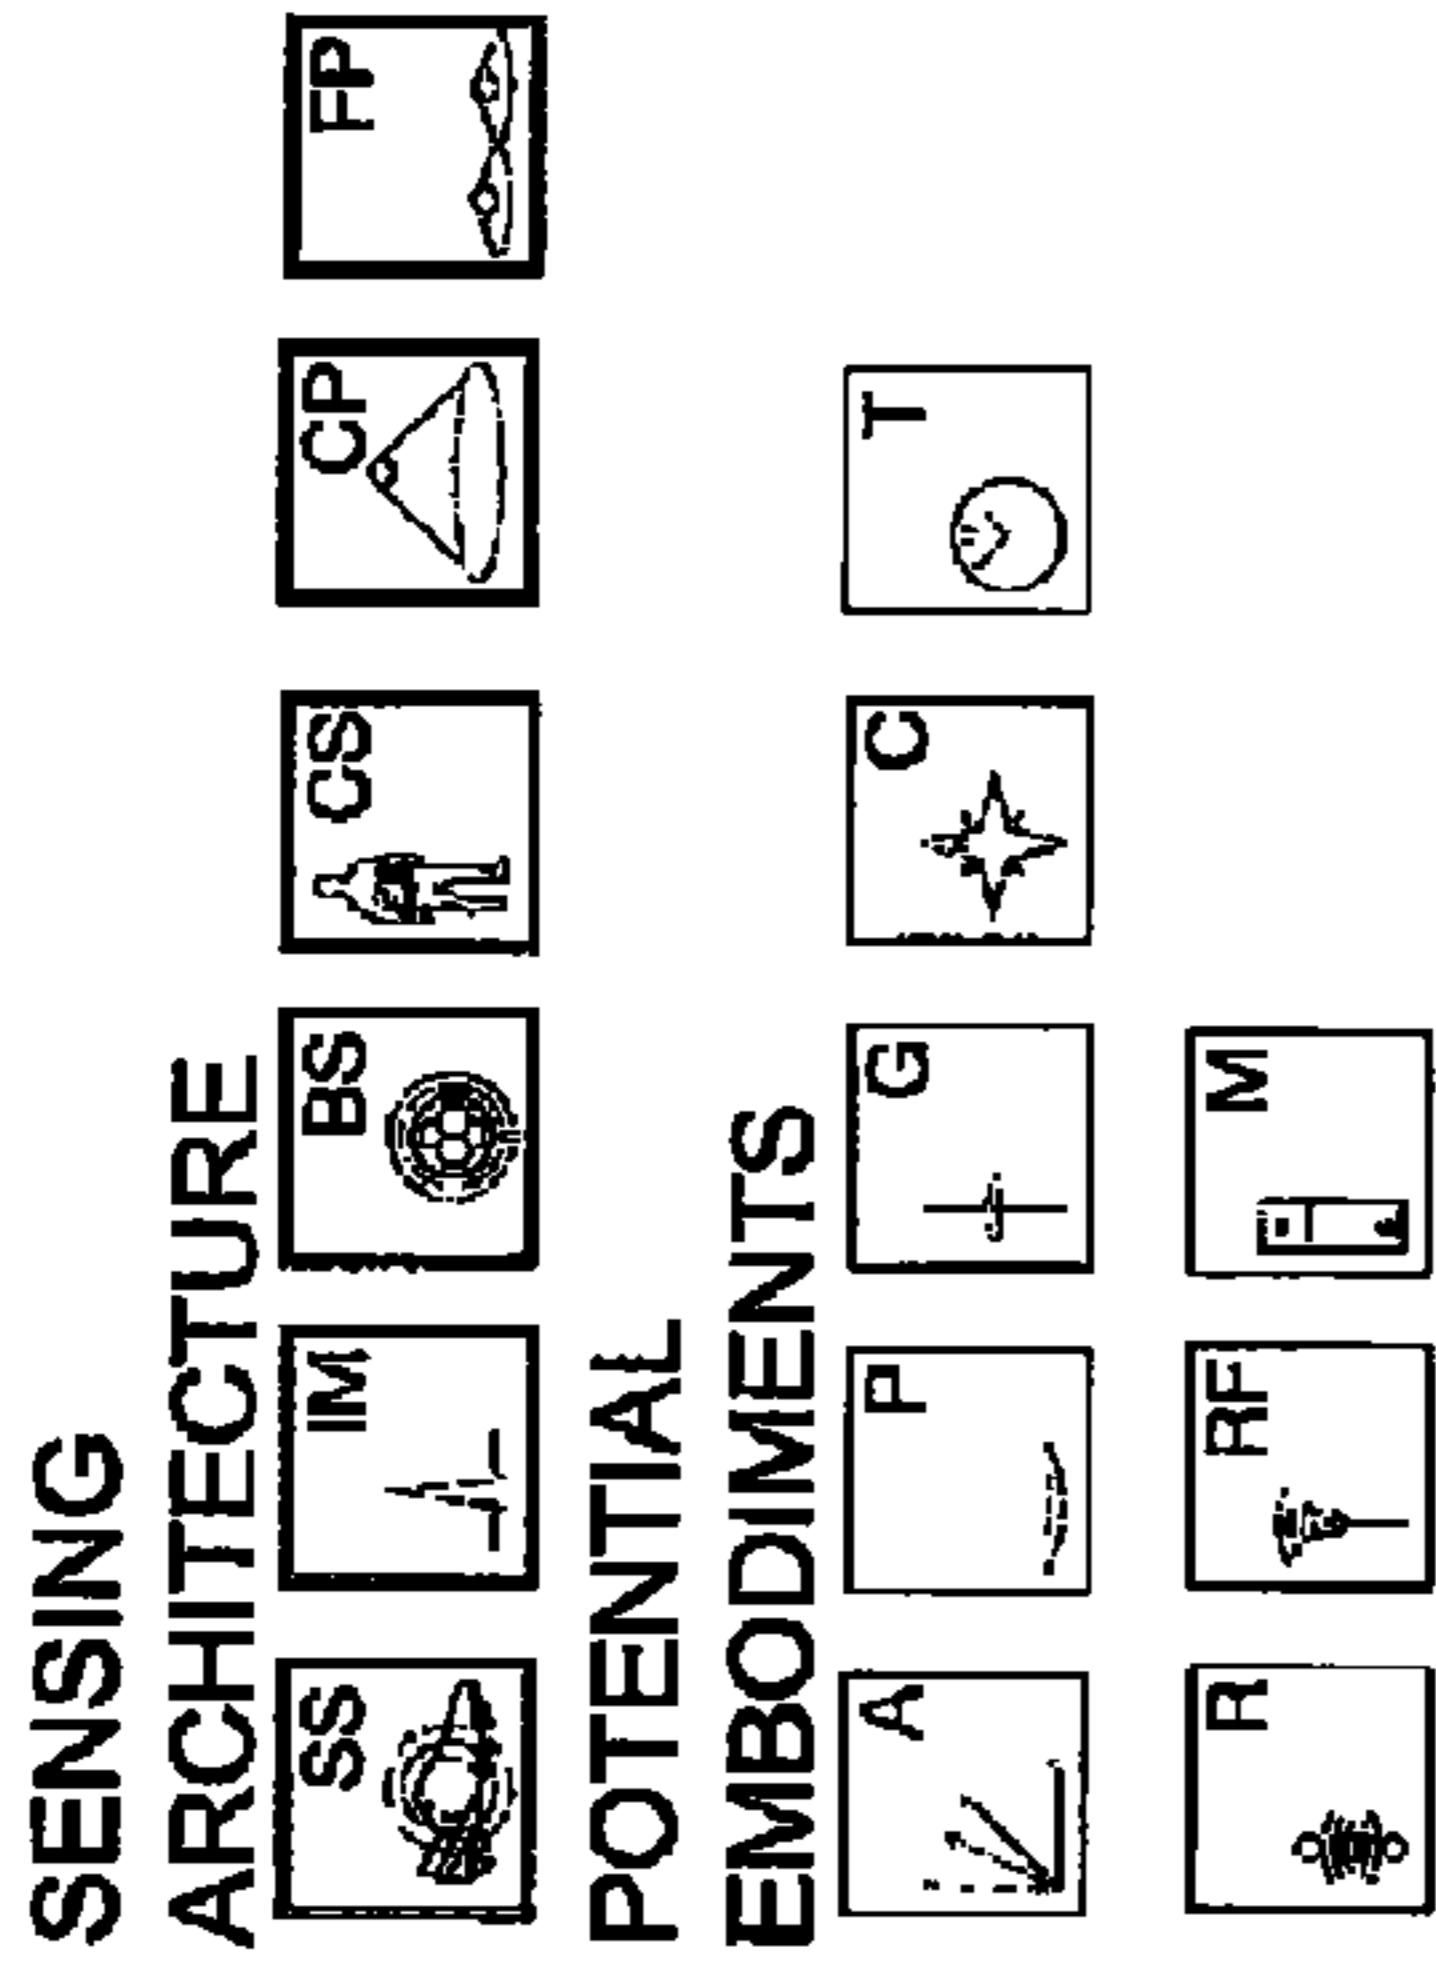 SENSING
ARCHITECTURE
SS IM BS CS CP FP
POTENTIAL
EMBODIMENTS
A P G C T
R RF M